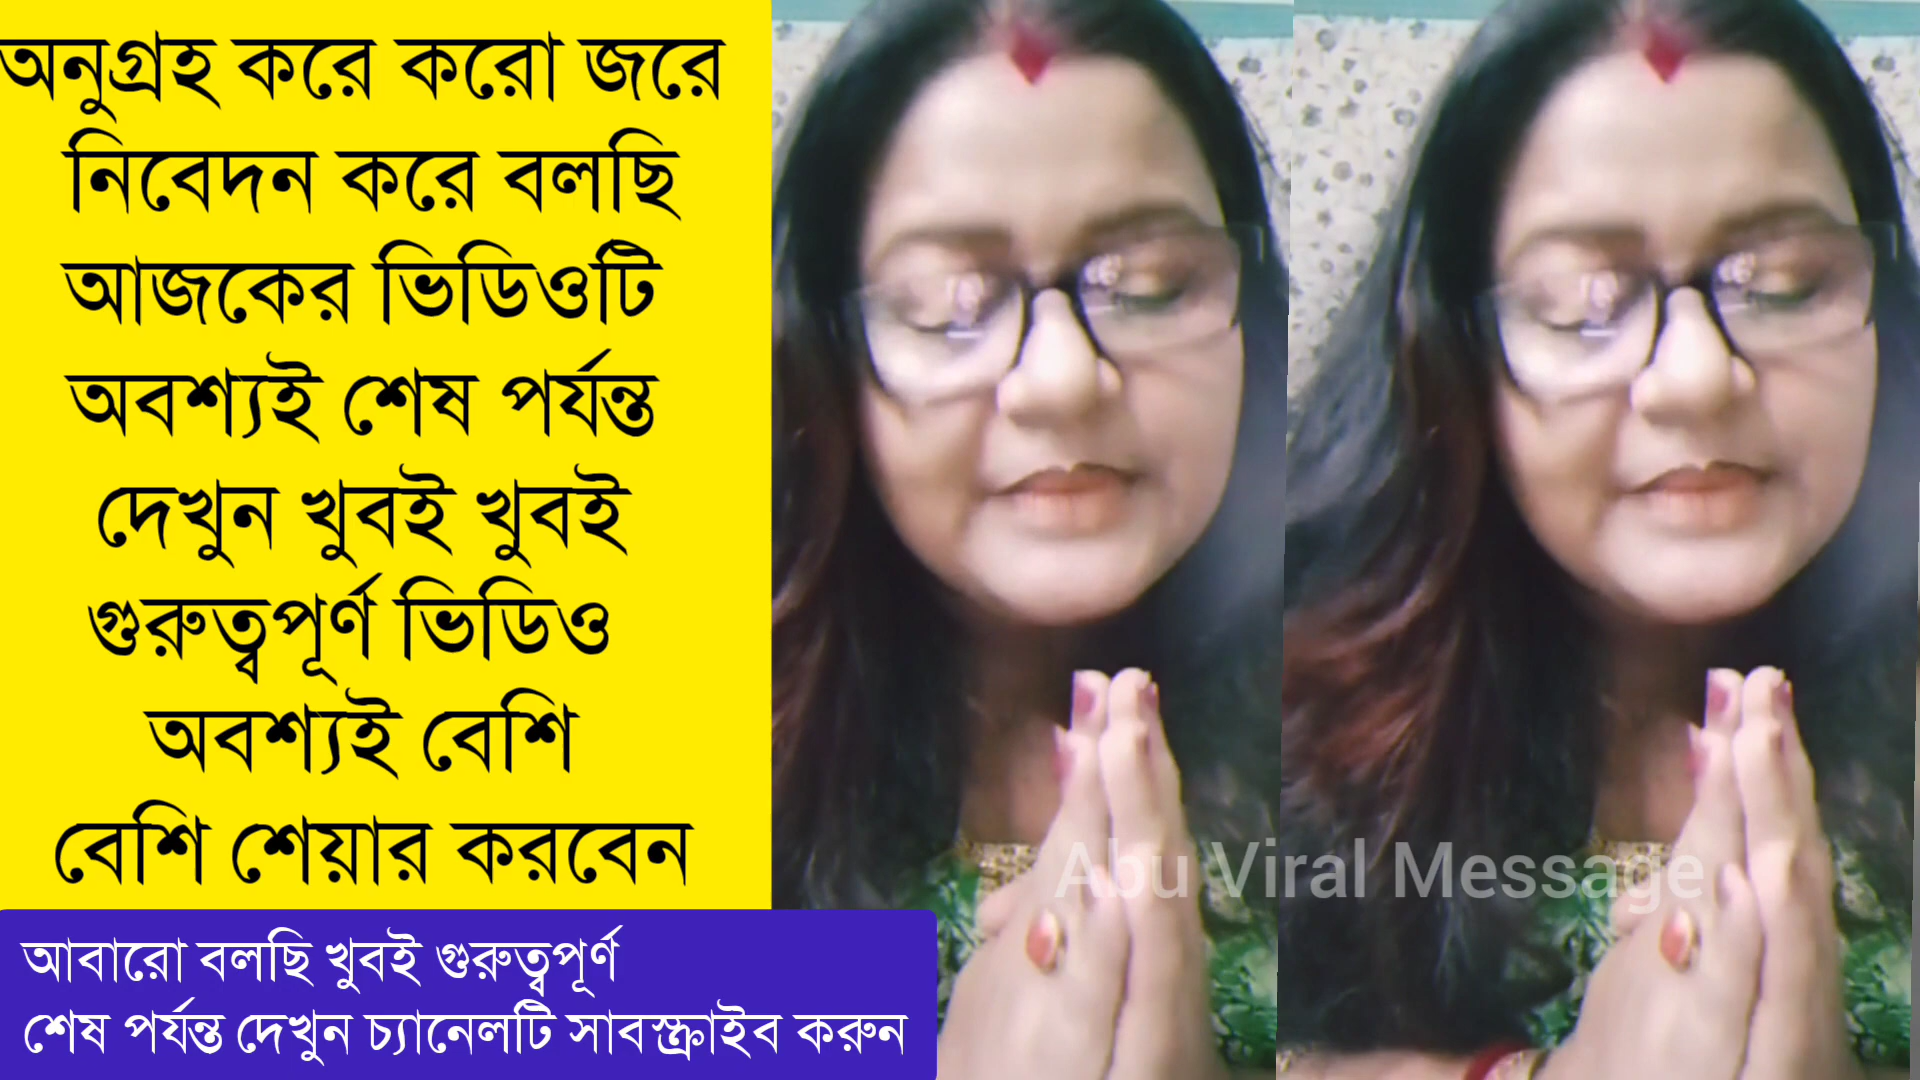 অনুগ্রহ করে করো জরে
নিবেদন করে বলছি
আজকের ভিডিওটি
অবশ্যই শেষ পর্যন্ত
দেখুন খুবই খুবই
গুরুত্বপূর্ণ ভিডিও
অবশ্যই বেশি
বেশি শেয়ার করবেন
আবারো বলছি খুবই গুরুত্বপূর্ণ
শেষ পর্যন্ত দেখুন চ্যানেলটি সাবস্ক্রাইব করুন
Abu Viral Message